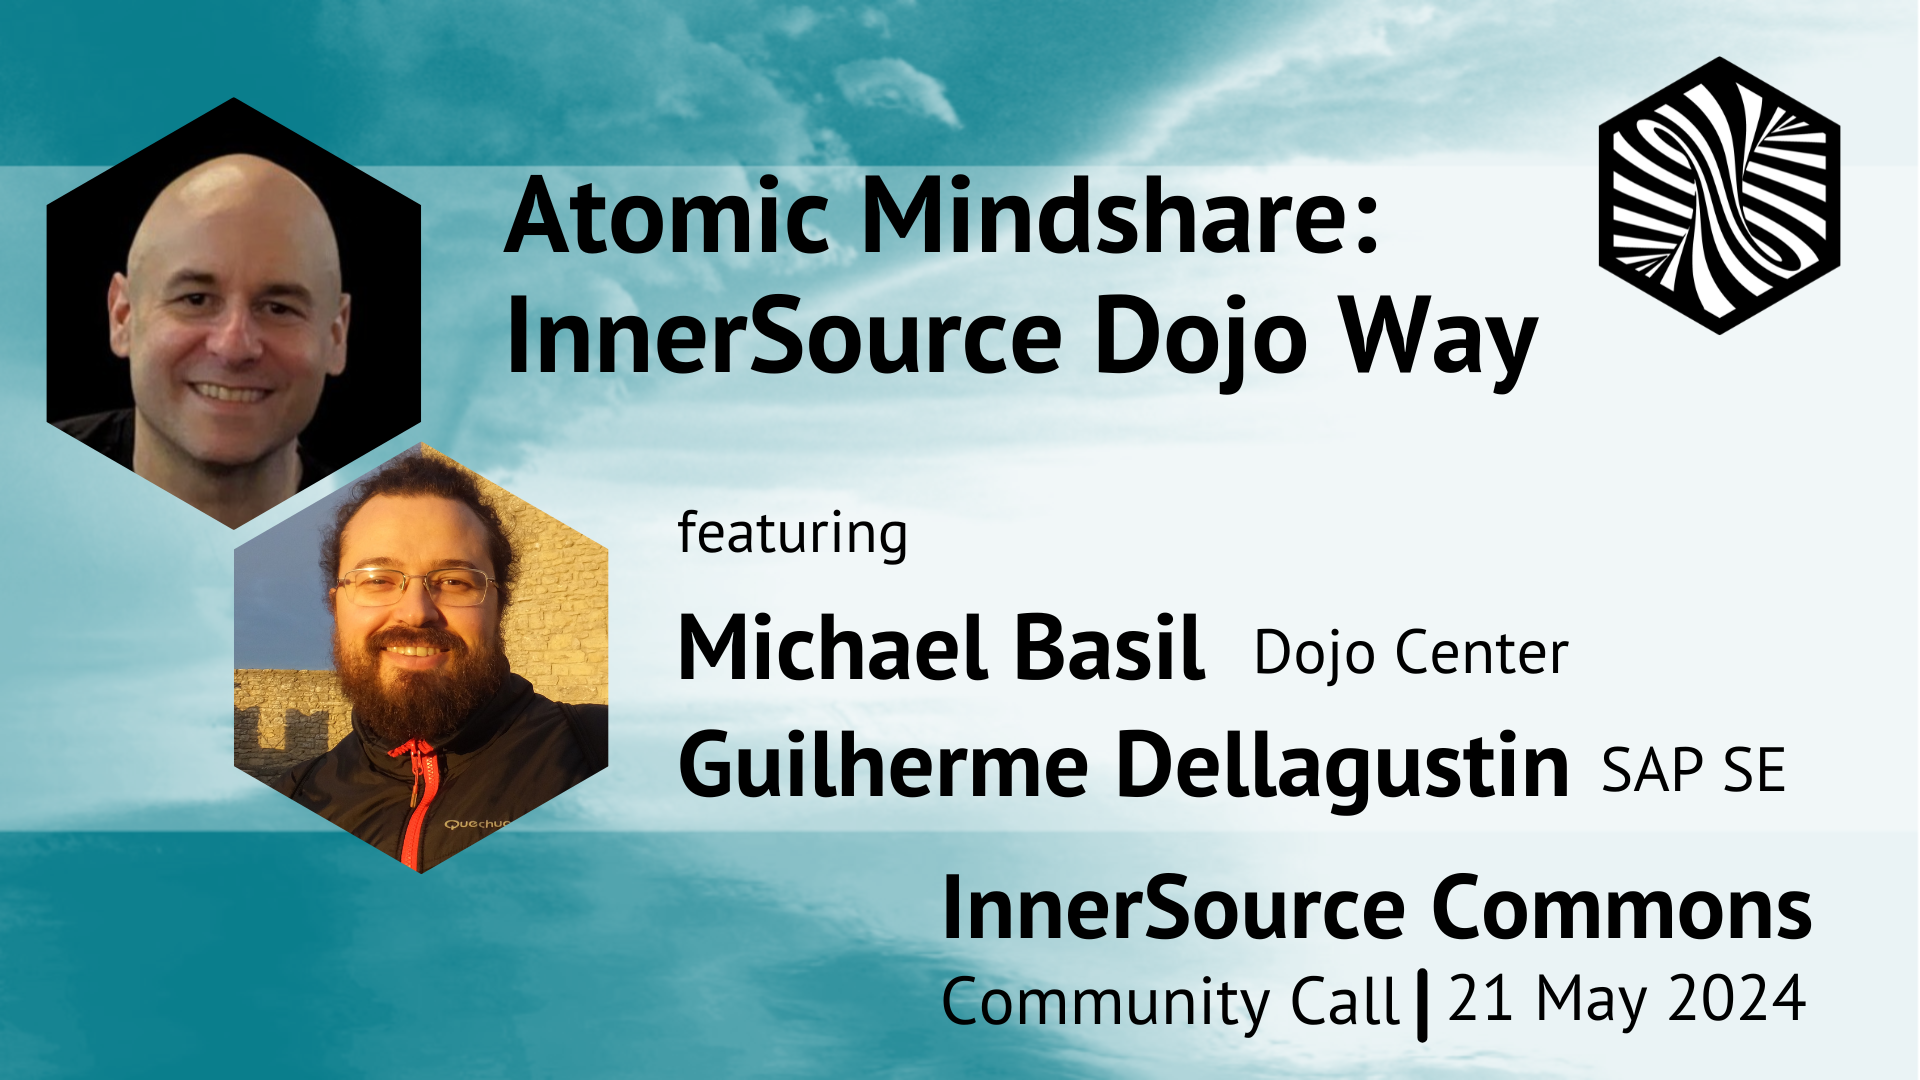 Atomic Mindshare:
InnerSource Dojo Way
featuring
Michael Basil Dojo Center
Guilherme Dellagustin SAP SE
Quechua
InnerSource Commons
Community Call | 21 May 2024